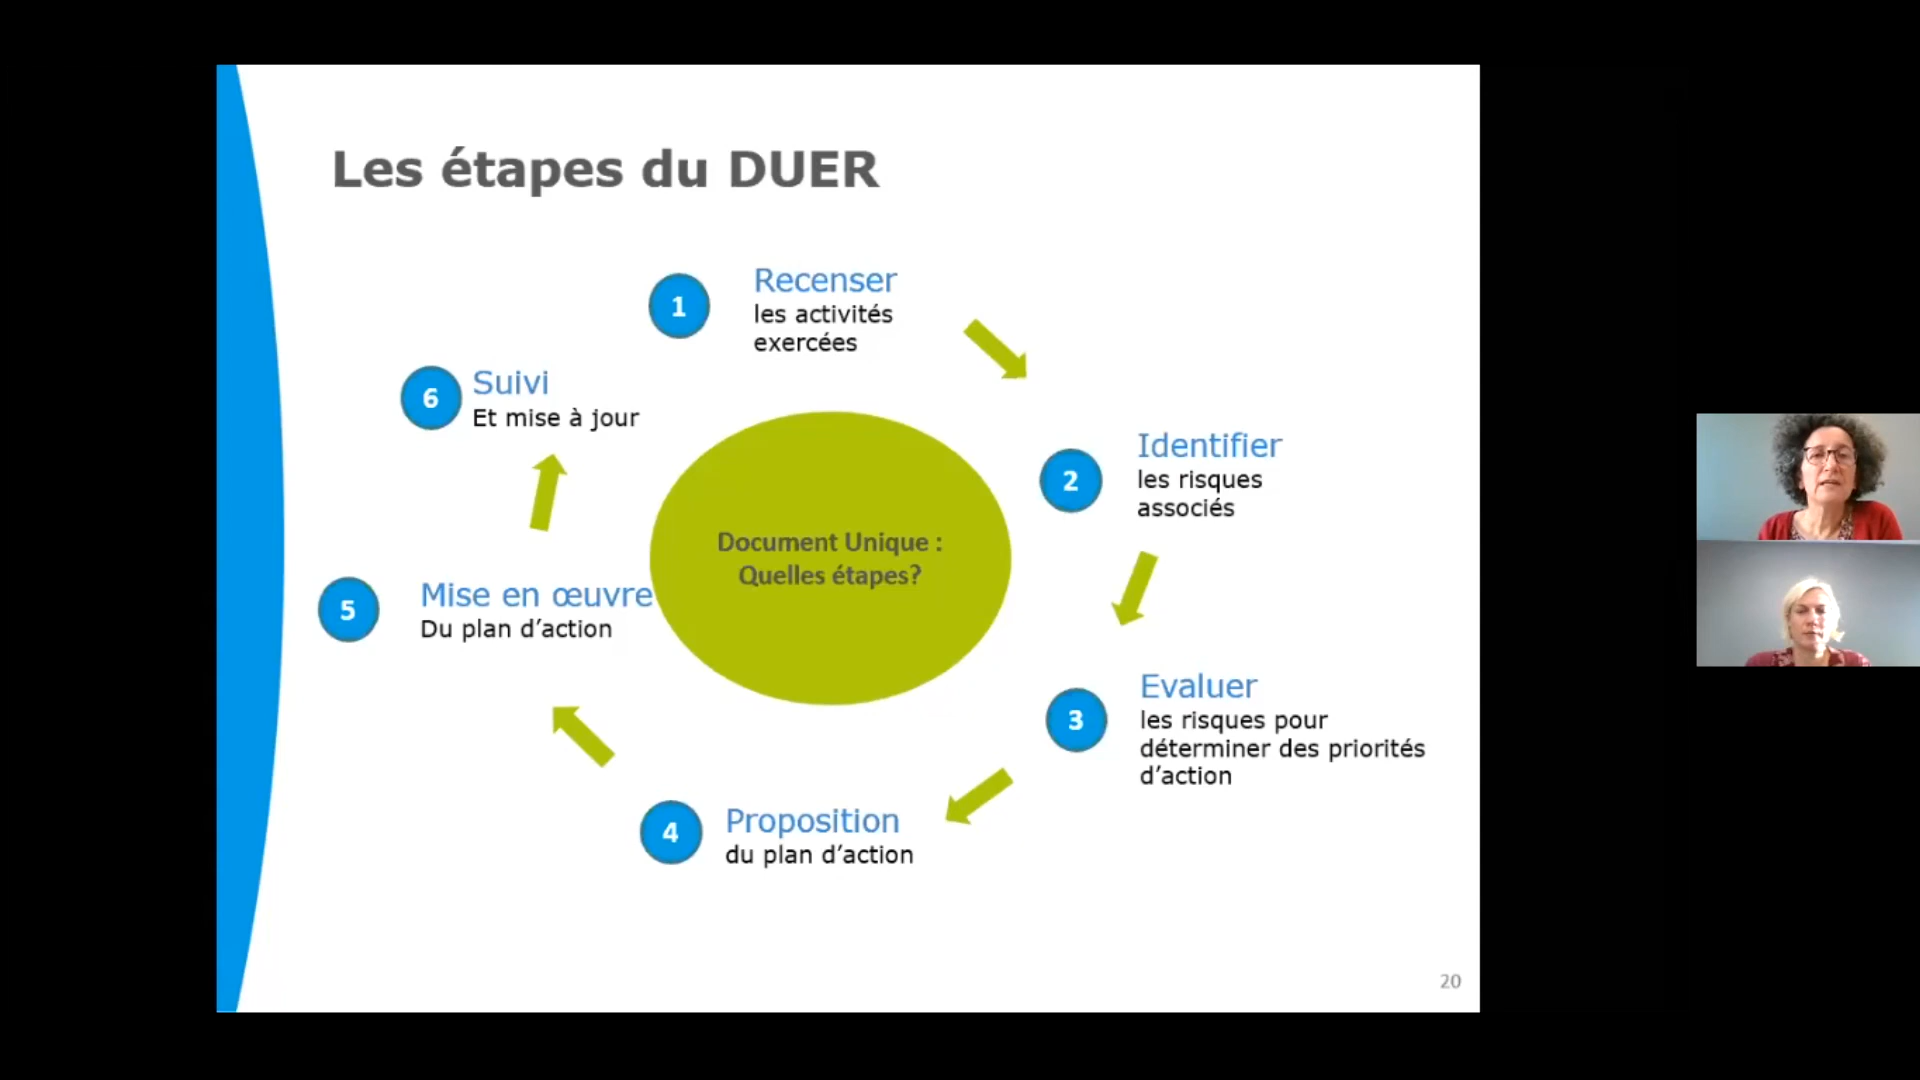 Les étapes du DUER
1
Recenser
les activités
exercées
2
Identifier
les risques
associés
3
Evaluer
les risques pour
déterminer des priorités
d’action
4
Proposition
du plan d’action
5
Mise en œuvre
Du plan d’action
6
Suivi
Et mise à jour
Document Unique :
Quelles étapes?
20